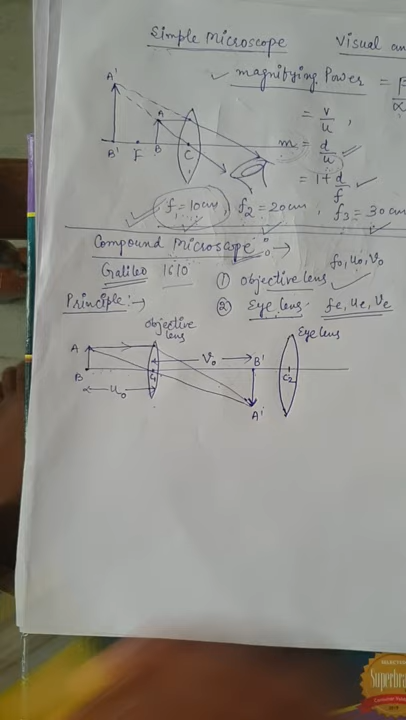 Simple Microscope Visual an
✓ magnifying Power = β/α
= v/u ,
m = d/u ✓
= 1+ d/f ✓
A'
A
B' F B C
✓ f₁=10cm, f₂=20cm, f₃=30cm
Compound Microscope :→
Galileo 1610
① Objective lens ✓ fo, uo, vo
Principle:→ ② Eye lens - fe, ue, ve
objective lens
Eye lens
A
B C₁ Vo B' C₂
uo
A'
SELECTED
Superbra